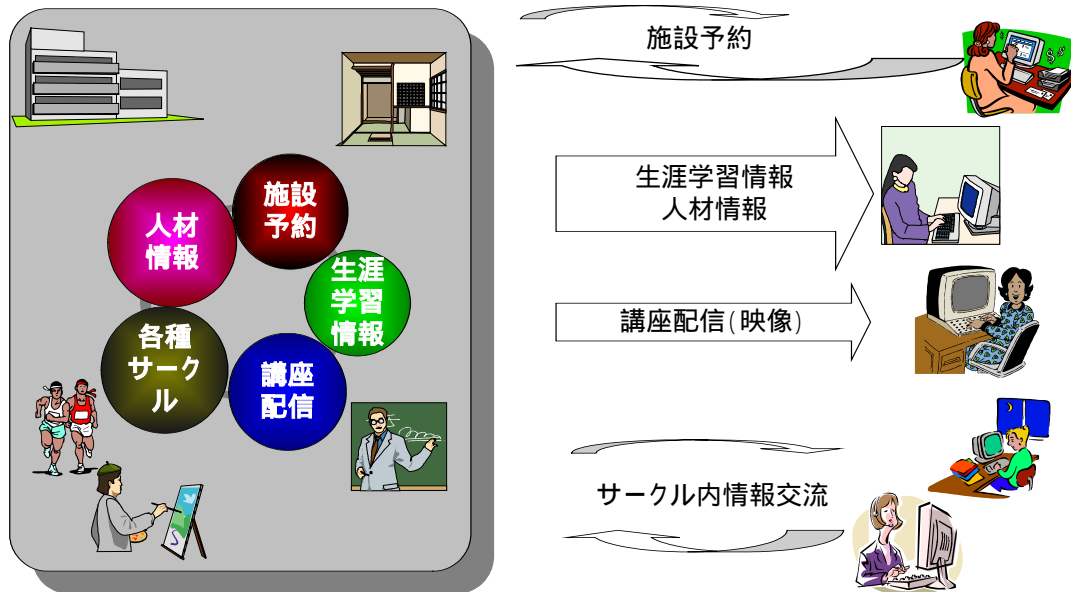 施設予約
施設
予約
人材
情報
生涯
学習
情報
各種
サーク
ル
講座
配信
生涯学習情報
人材情報
講座配信(映像)
サークル内情報交流